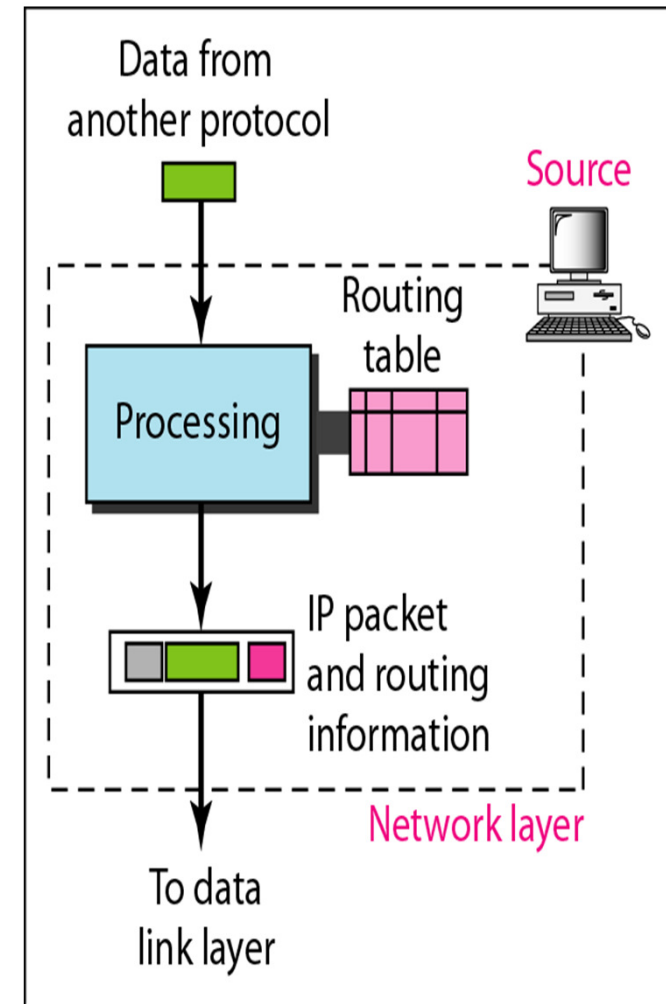 Data from
another protocol
Source
Routing
table
Processing
IP packet
and routing
information
Network layer
To data
link layer